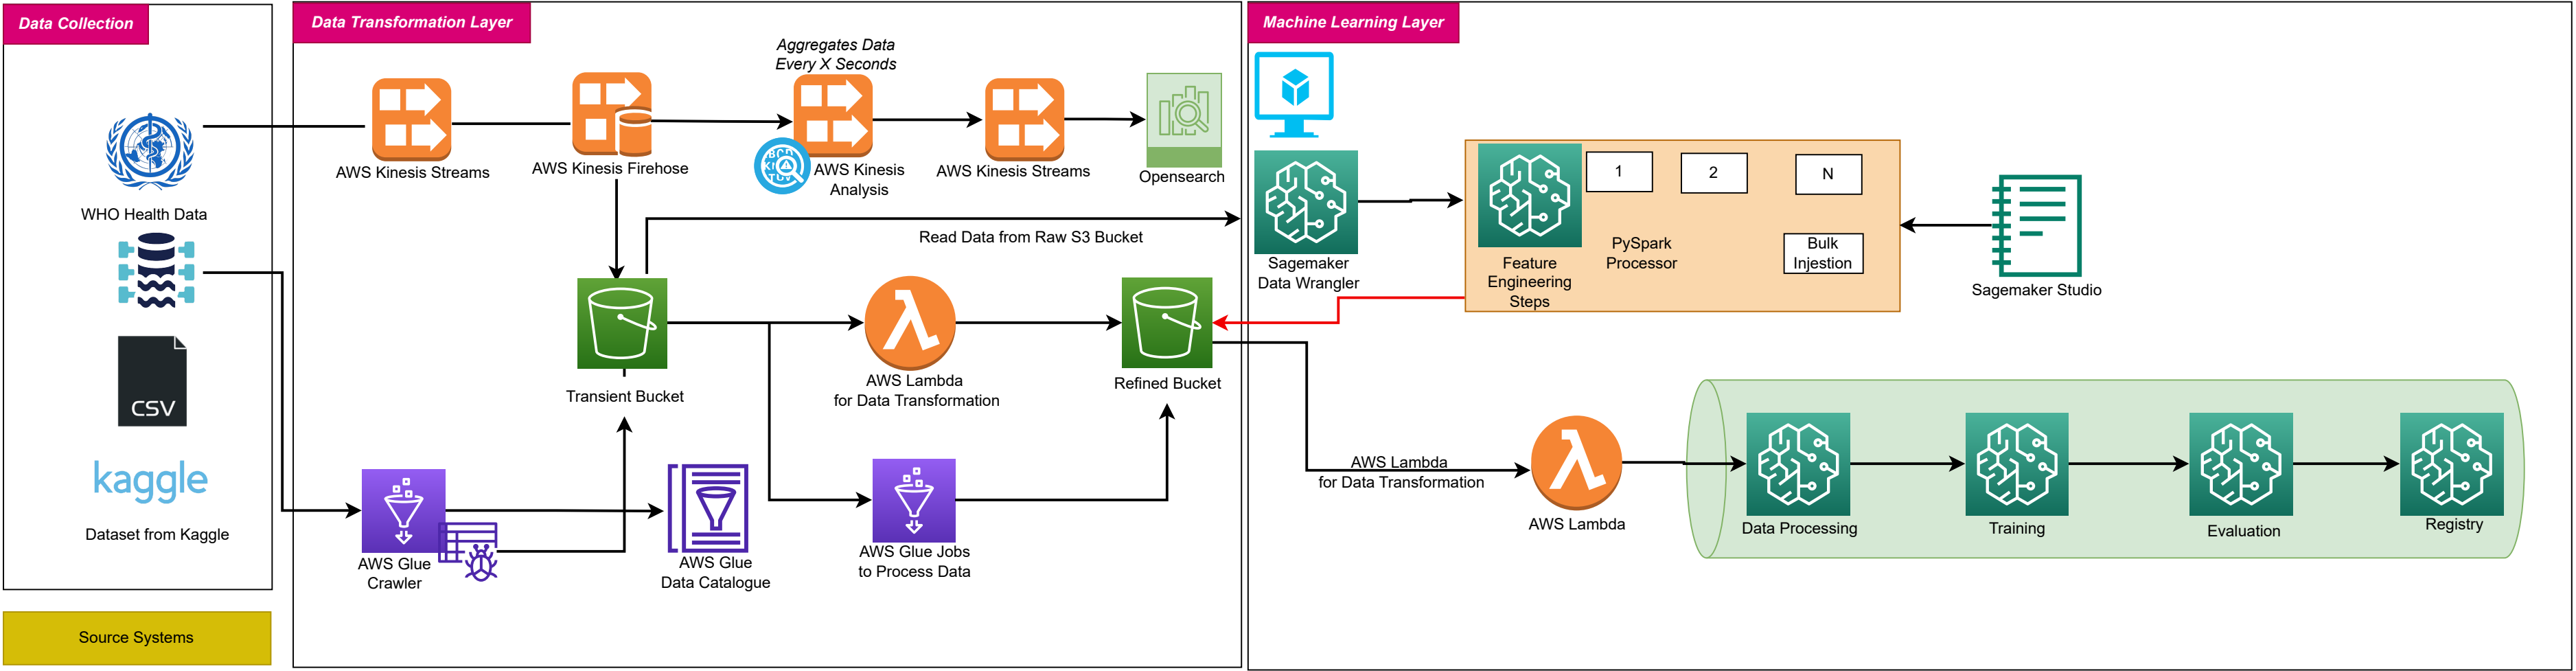 Data Collection
Data Transformation Layer
Machine Learning Layer
WHO Health Data
CSV
kaggle
Dataset from Kaggle
Source Systems
AWS Kinesis Streams
AWS Kinesis Firehose
Aggregates Data
Every X Seconds
AWS Kinesis
Analysis
AWS Kinesis Streams
Opensearch
Read Data from Raw S3 Bucket
Transient Bucket
AWS Lambda
for Data Transformation
Refined Bucket
AWS Glue
Crawler
AWS Glue
Data Catalogue
AWS Glue Jobs
to Process Data
Sagemaker
Data Wrangler
Feature
Engineering
Steps
1
2
N
PySpark
Processor
Bulk
Injestion
Sagemaker Studio
AWS Lambda
for Data Transformation
AWS Lambda
Data Processing
Training
Evaluation
Registry